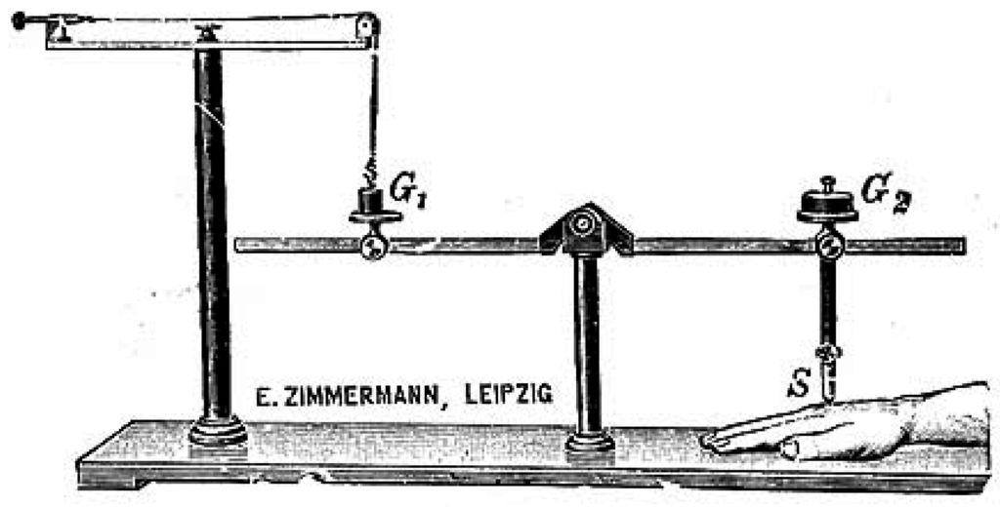 G₁
G₂
S
E. ZIMMERMANN, LEIPZIG